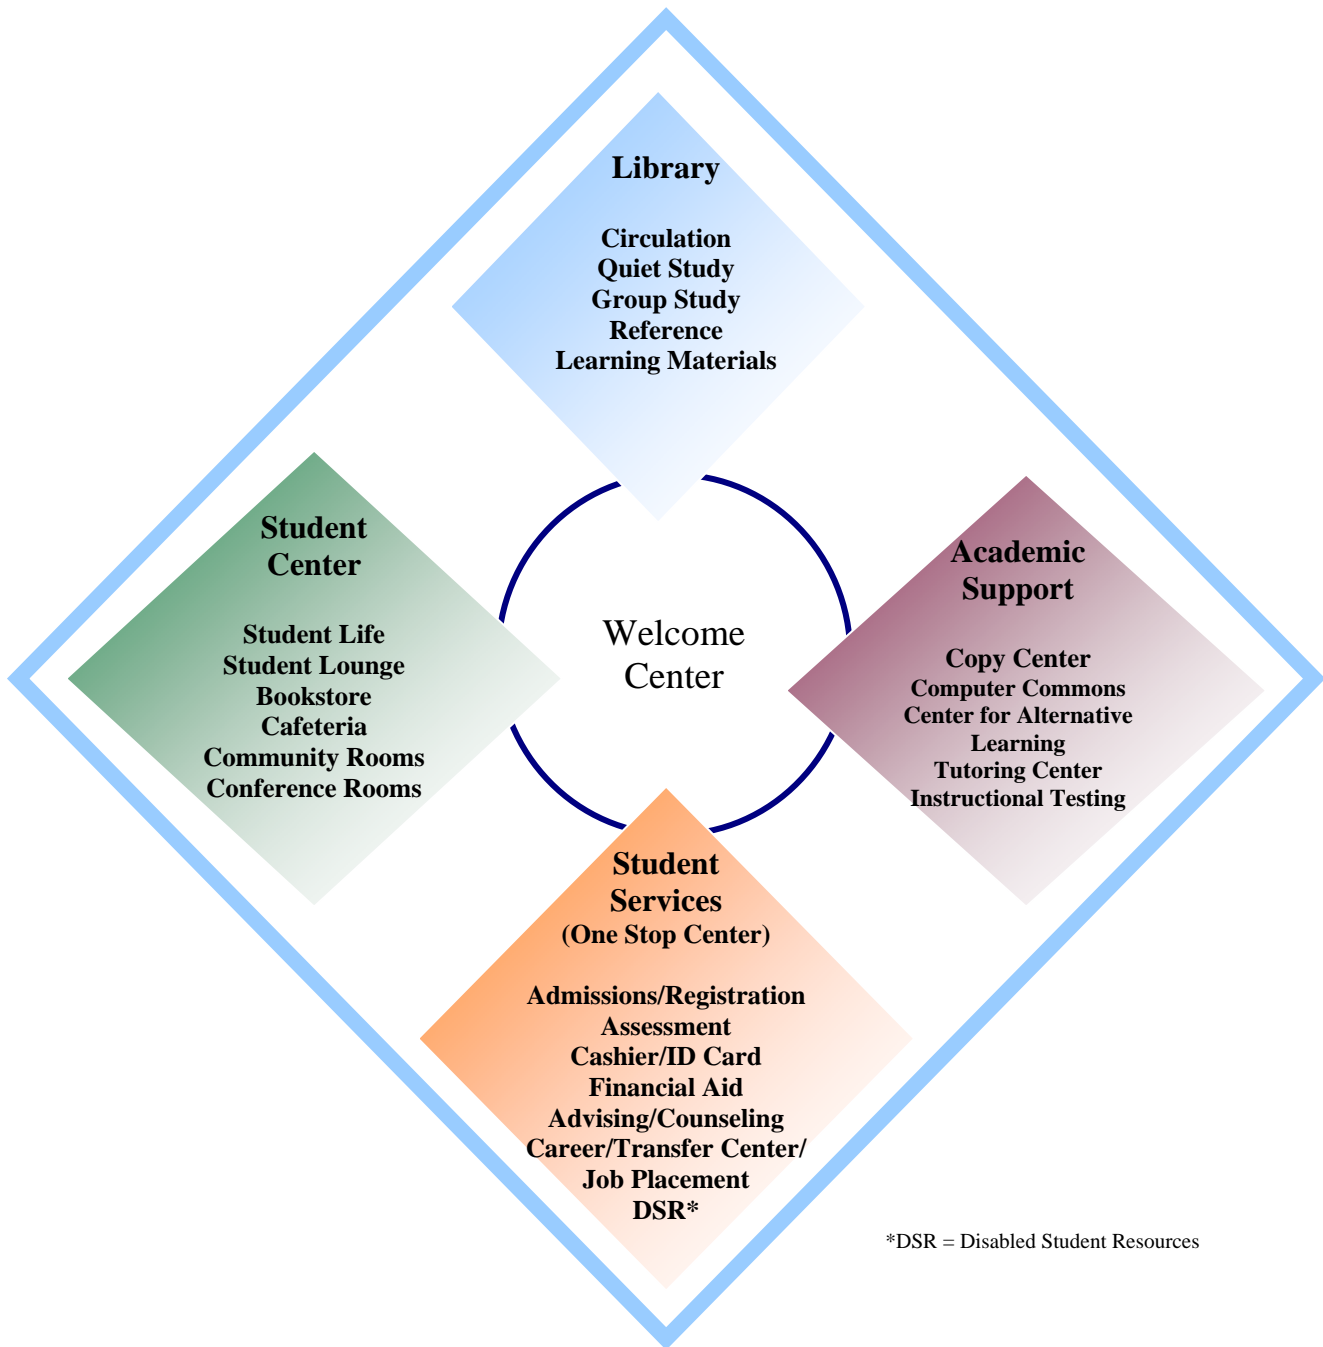 Library
Circulation
Quiet Study
Group Study
Reference
Learning Materials
Student
Center
Student Life
Student Lounge
Bookstore
Cafeteria
Community Rooms
Conference Rooms
Welcome
Center
Academic
Support
Copy Center
Computer Commons
Center for Alternative
Learning
Tutoring Center
Instructional Testing
Student
Services
(One Stop Center)
Admissions/Registration
Assessment
Cashier/ID Card
Financial Aid
Advising/Counseling
Career/Transfer Center/
Job Placement
DSR*
*DSR = Disabled Student Resources